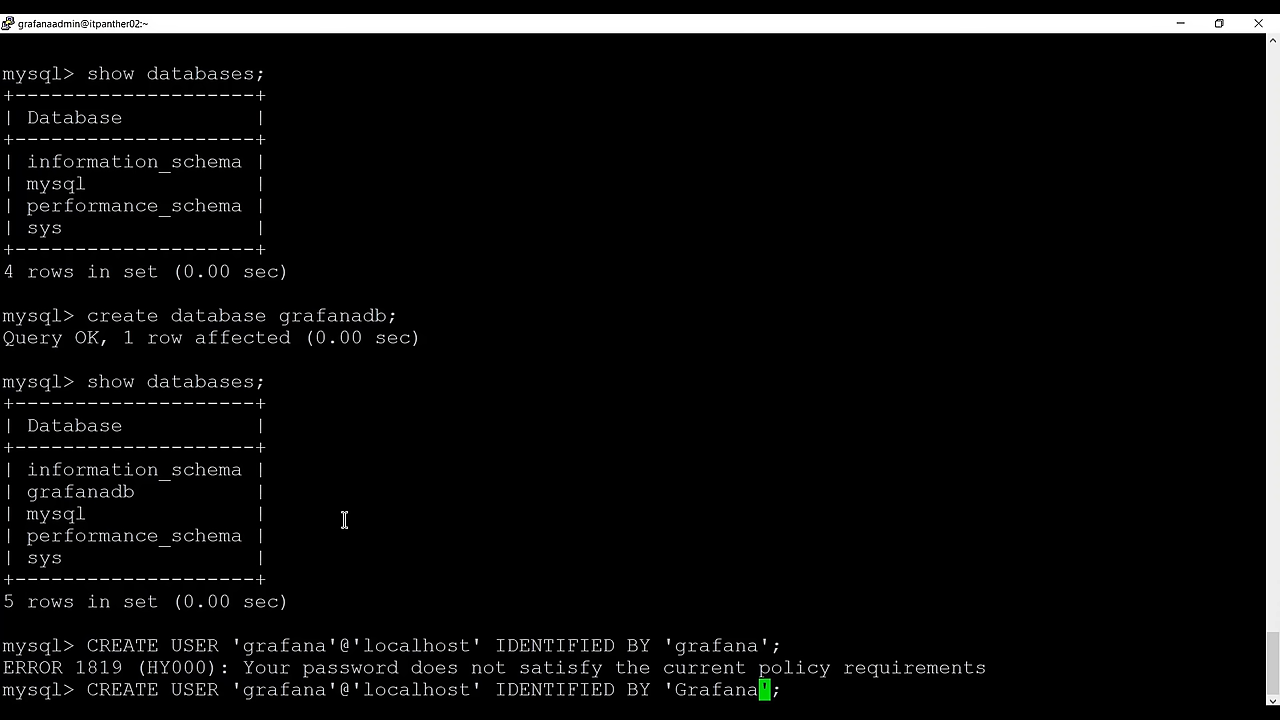 grafanaadmin@itpanther02:~
mysql> show databases;
+--------------------+
| Database           |
+--------------------+
| information_schema |
| mysql              |
| performance_schema |
| sys                |
+--------------------+
4 rows in set (0.00 sec)
mysql> create database grafanadb;
Query OK, 1 row affected (0.00 sec)
mysql> show databases;
+--------------------+
| Database           |
+--------------------+
| information_schema |
| grafanadb          |
| mysql              |
| performance_schema |
| sys                |
+--------------------+
5 rows in set (0.00 sec)
mysql> CREATE USER 'grafana'@'localhost' IDENTIFIED BY 'grafana';
ERROR 1819 (HY000): Your password does not satisfy the current policy requirements
mysql> CREATE USER 'grafana'@'localhost' IDENTIFIED BY 'Grafana';